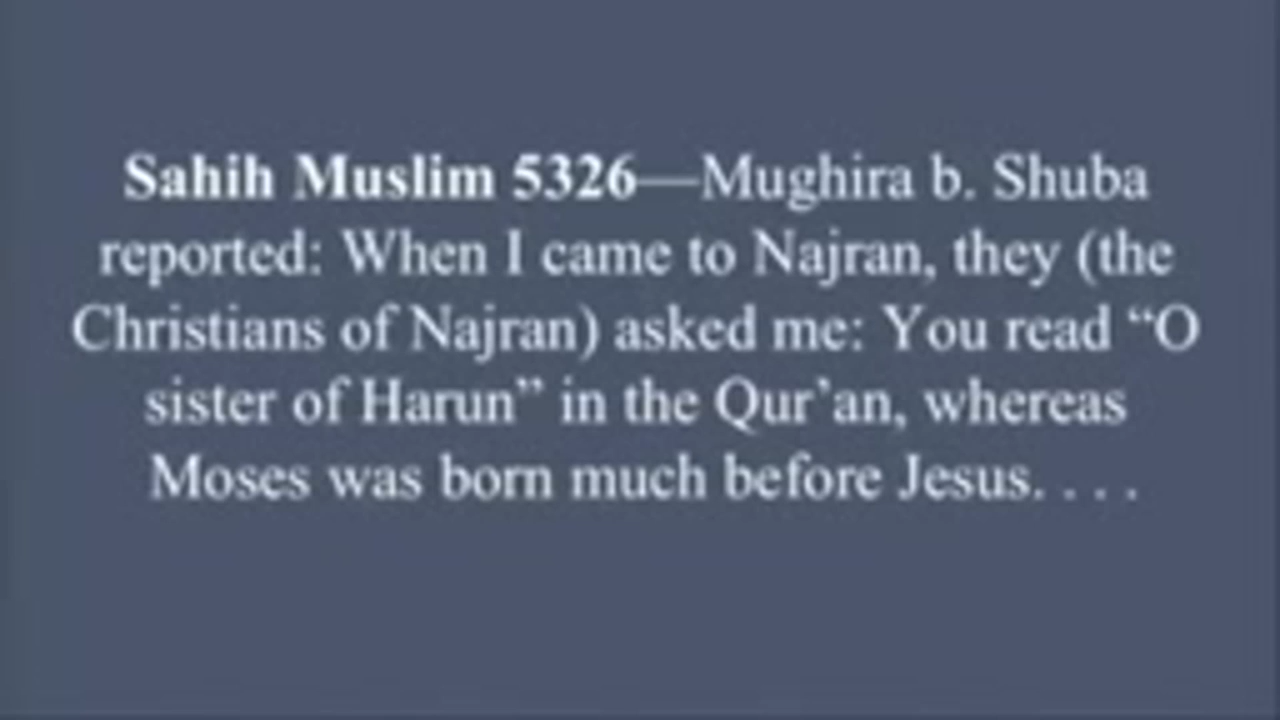 Sahih Muslim 5326—Mughira b. Shuba
reported: When I came to Najran, they (the
Christians of Najran) asked me: You read “O
sister of Harun” in the Qur’an, whereas
Moses was born much before Jesus. . . .